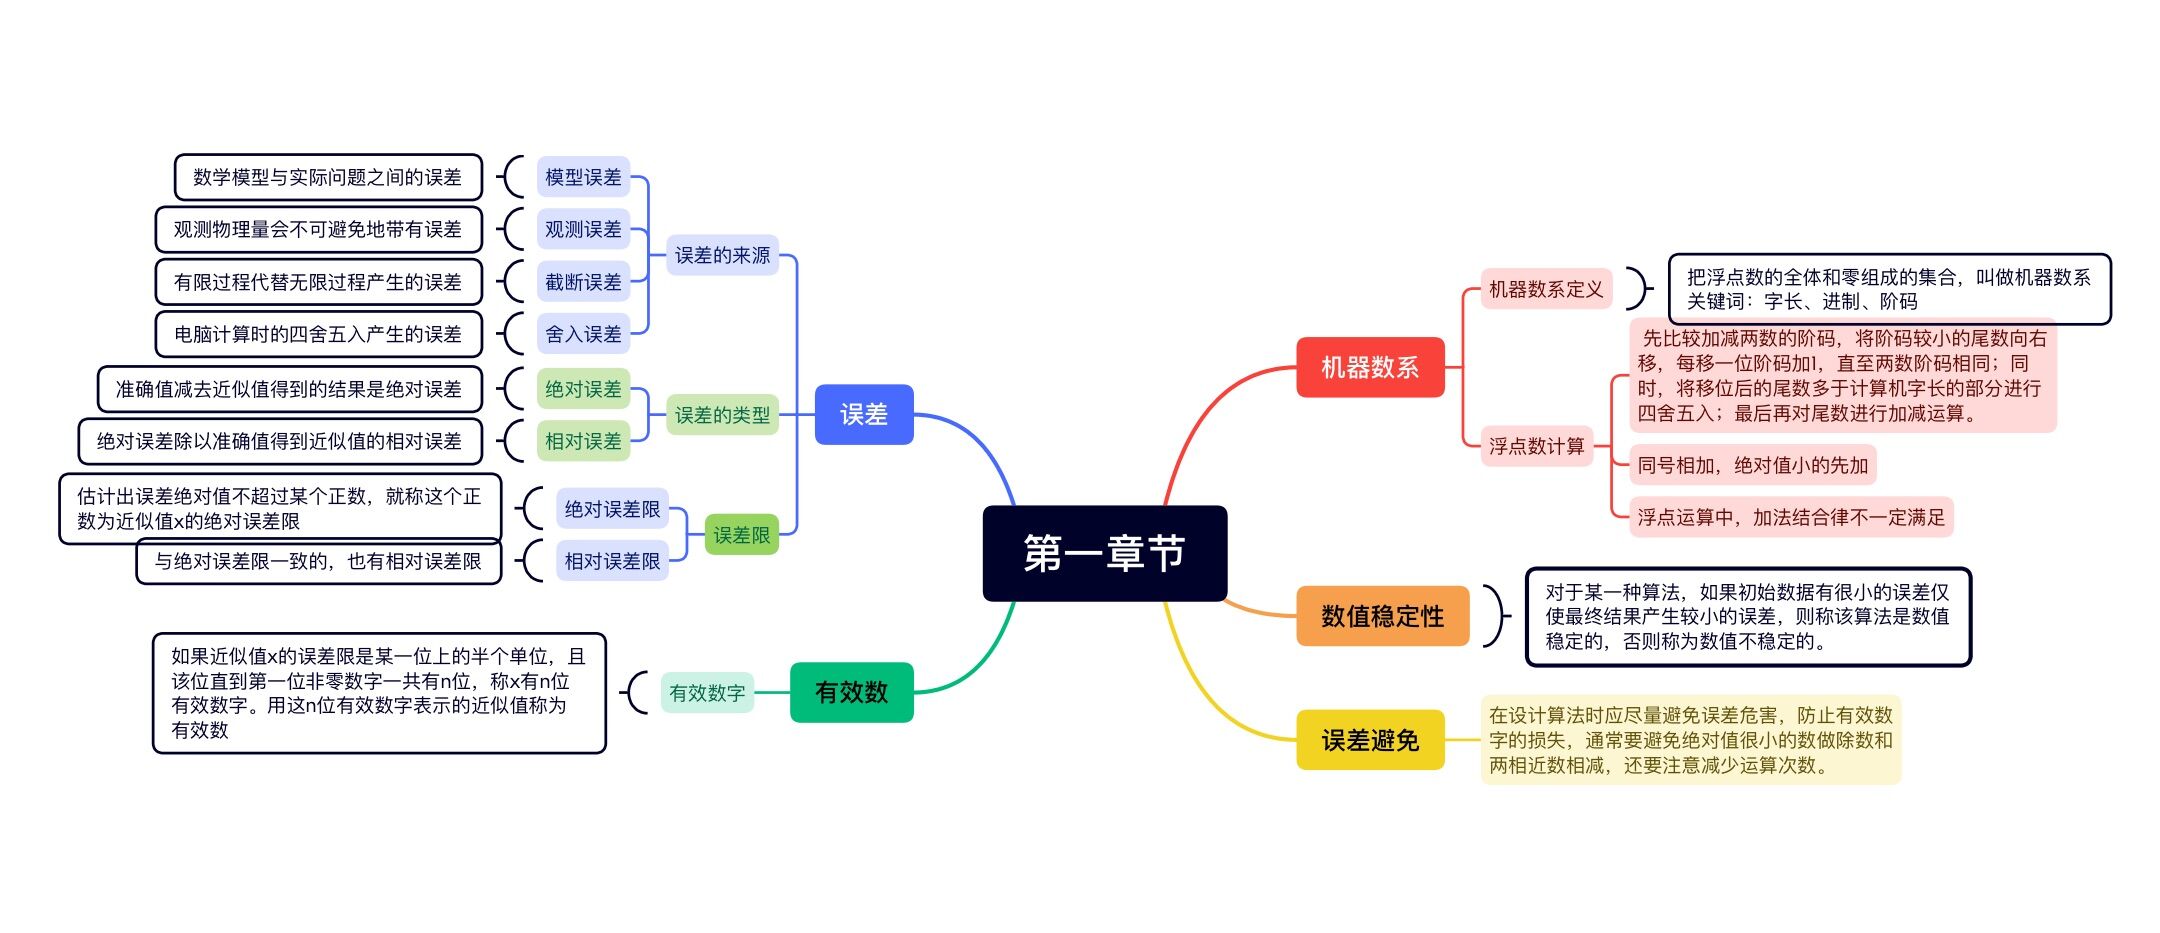 第一章节
误差
误差的来源
模型误差
数学模型与实际问题之间的误差
观测误差
观测物理量会不可避免地带有误差
截断误差
有限过程代替无限过程产生的误差
舍入误差
电脑计算时的四舍五入产生的误差
误差的类型
绝对误差
准确值减去近似值得到的结果是绝对误差
相对误差
绝对误差除以准确值得到近似值的相对误差
误差限
绝对误差限
估计出误差绝对值不超过某个正数，就称这个正
数为近似值x的绝对误差限
相对误差限
与绝对误差限一致的，也有相对误差限
有效数
有效数字
如果近似值x的误差限是某一位上的半个单位，且
该位直到第一位非零数字一共有n位，称x有n位
有效数字。用这n位有效数字表示的近似值称为
有效数
机器数系
机器数系定义
把浮点数的全体和零组成的集合，叫做机器数系
关键词：字长、进制、阶码
浮点数计算
先比较加减两数的阶码，将阶码较小的尾数向右
移，每移一位阶码加1，直至两数阶码相同；同
时，将移位后的尾数多于计算机字长的部分进行
四舍五入；最后再对尾数进行加减运算。
同号相加，绝对值小的先加
浮点运算中，加法结合律不一定满足
数值稳定性
对于某一种算法，如果初始数据有很小的误差仅
使最终结果产生较小的误差，则称该算法是数值
稳定的，否则称为数值不稳定的。
误差避免
在设计算法时应尽量避免误差危害，防止有效数
字的损失，通常要避免绝对值很小的数做除数和
两相近数相减，还要注意减少运算次数。